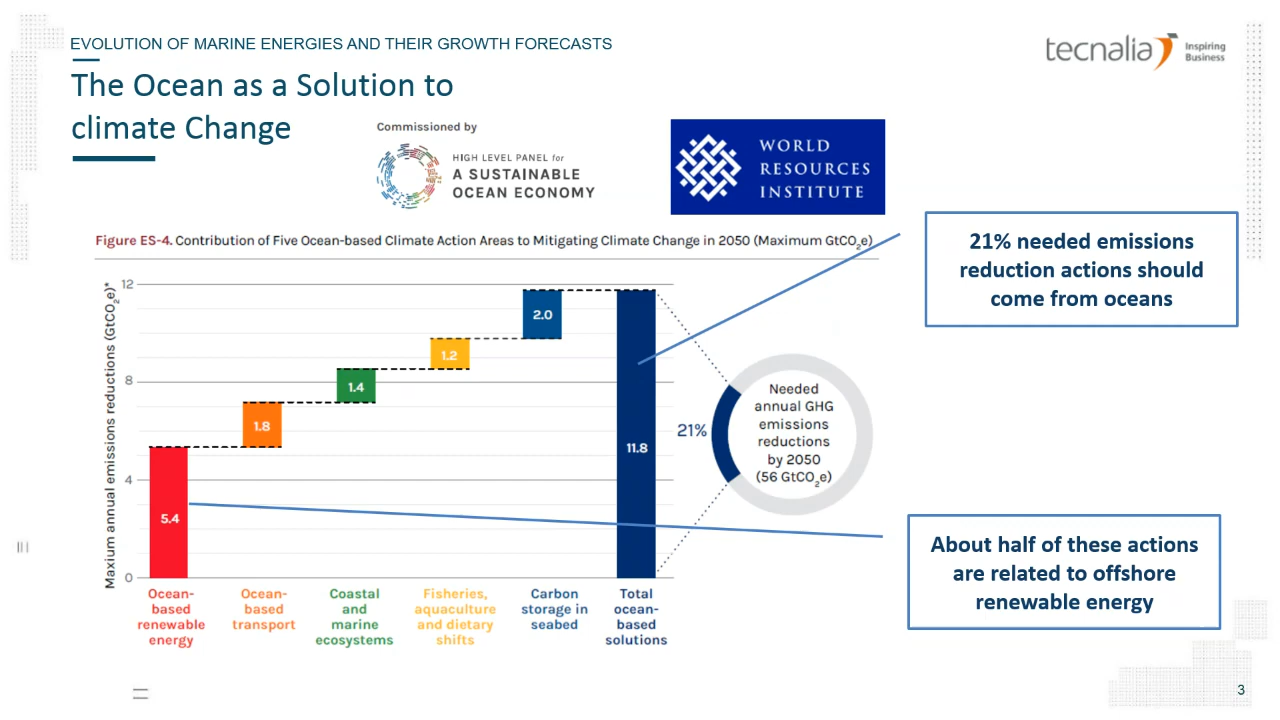 EVOLUTION OF MARINE ENERGIES AND THEIR GROWTH FORECASTS
tecnalia
Inspiring
Business
The Ocean as a Solution to
climate Change
Commissioned by
HIGH LEVEL PANEL for
A SUSTAINABLE
OCEAN ECONOMY
WORLD
RESOURCES
INSTITUTE
Figure ES-4. Contribution of Five Ocean-based Climate Action Areas to Mitigating Climate Change in 2050 (Maximum GtCO2e)
21% needed emissions
reduction actions should
come from oceans
Maxium annual emissions reductions (GtCO2e)*
12
8
4
0
5.4
1.8
1.4
1.2
2.0
11.8
21%
Needed
annual GHG
emissions
reductions
by 2050
(56 GtCO2e)
About half of these actions
are related to offshore
renewable energy
Ocean-
based
renewable
energy
Ocean-
based
transport
Coastal
and
marine
ecosystems
Fisheries,
aquaculture
and dietary
shifts
Carbon
storage in
seabed
Total
ocean-
based
solutions
3